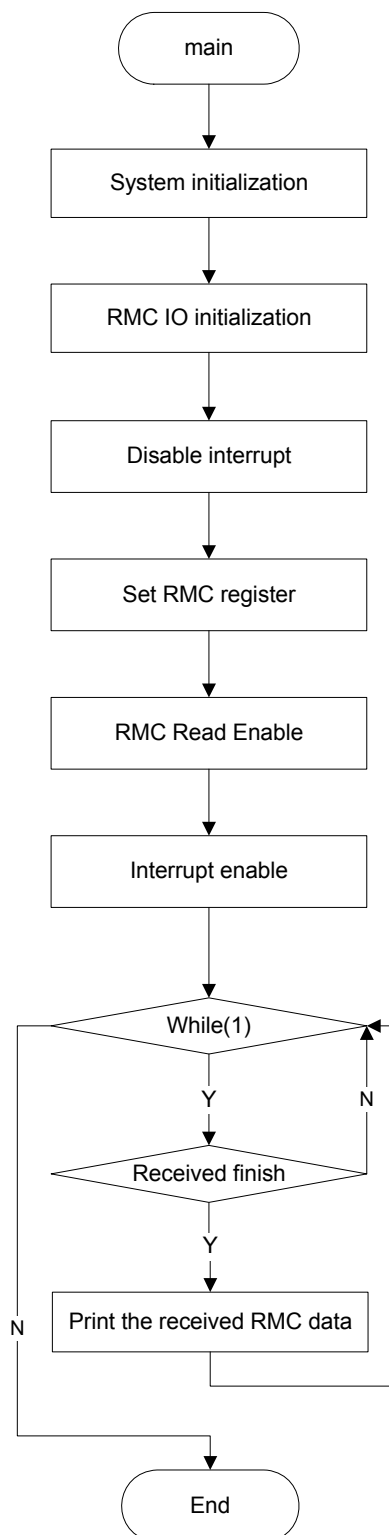 main
System initialization
RMC IO initialization
Disable interrupt
Set RMC register
RMC Read Enable
Interrupt enable
While(1)
Y
N
Received finish
Y
Print the received RMC data
N
End